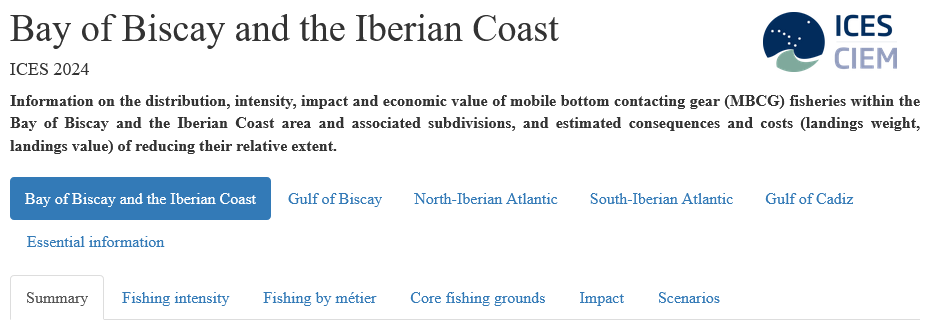 Bay of Biscay and the Iberian Coast
ICES
CIEM
ICES 2024
Information on the distribution, intensity, impact and economic value of mobile bottom contacting gear (MBCG) fisheries within the
Bay of Biscay and the Iberian Coast area and associated subdivisions, and estimated consequences and costs (landings weight,
landings value) of reducing their relative extent.
Bay of Biscay and the Iberian Coast Gulf of Biscay North-Iberian Atlantic South-Iberian Atlantic Gulf of Cadiz
Essential information
Summary Fishing intensity Fishing by métier Core fishing grounds Impact Scenarios